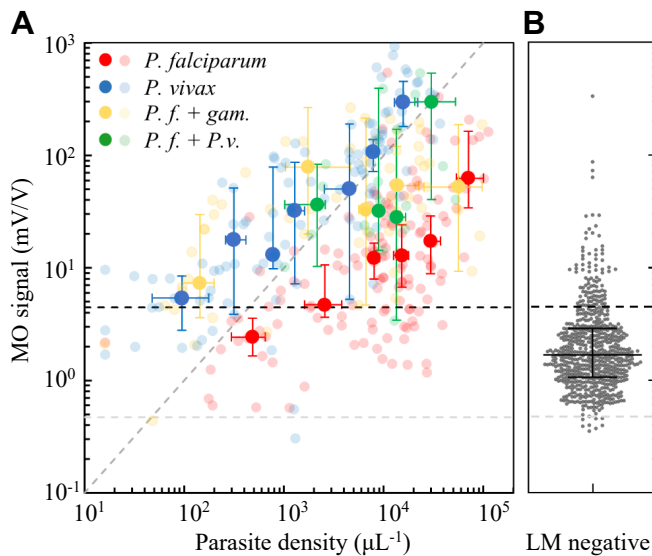 A
B
10³
10²
10¹
10⁰
10⁻¹
MO signal (mV/V)
P. falciparum
P. vivax
P. f. + gam.
P. f. + P.v.
10¹ 10² 10³ 10⁴ 10⁵
Parasite density (μL⁻¹)
LM negative